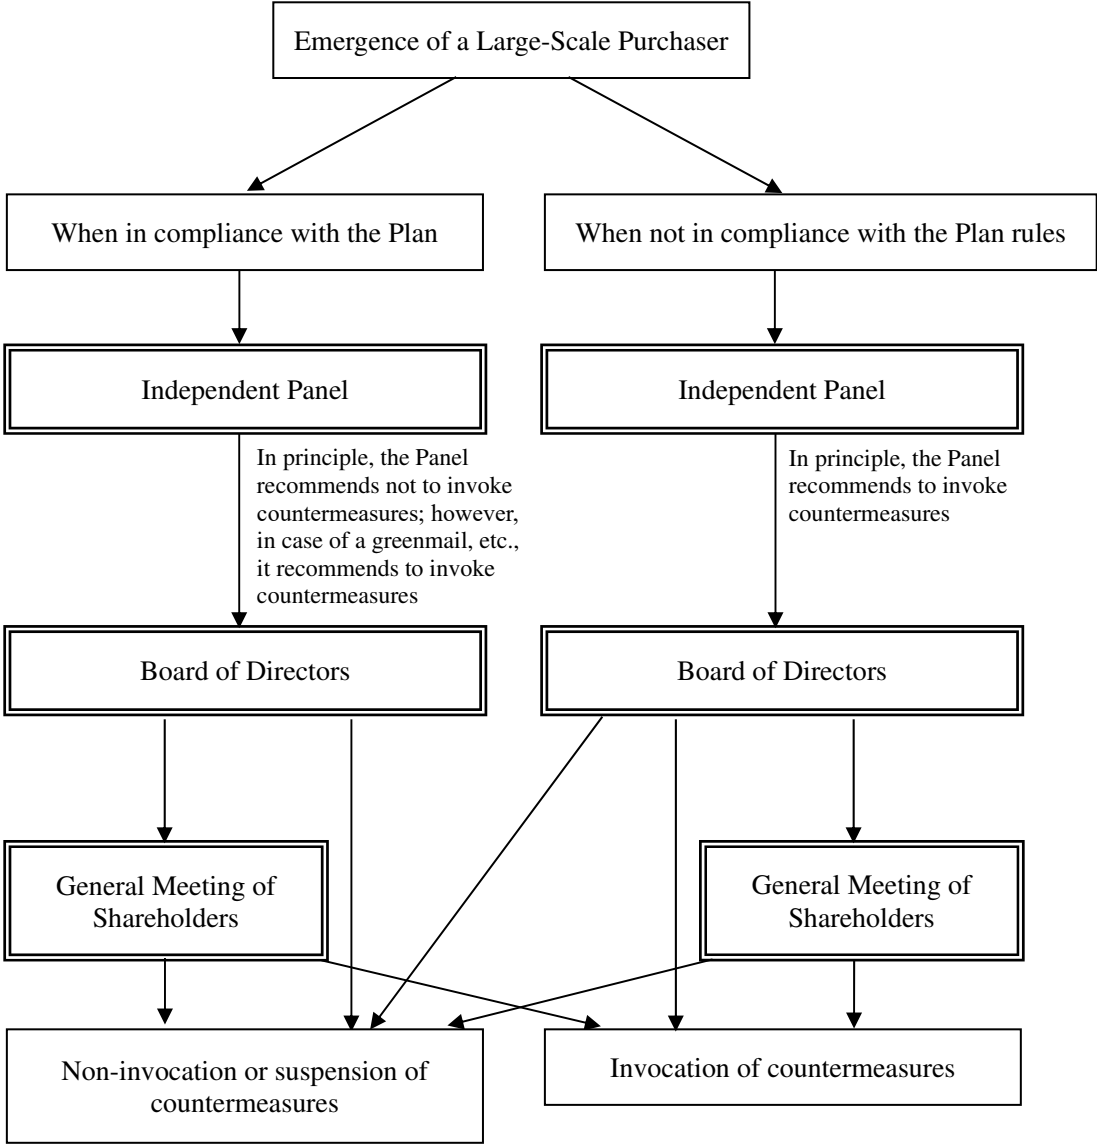 Emergence of a Large-Scale Purchaser
When in compliance with the Plan
When not in compliance with the Plan rules
Independent Panel
Independent Panel
In principle, the Panel
recommends not to invoke
countermeasures; however,
in case of a greenmail, etc.,
it recommends to invoke
countermeasures
In principle, the Panel
recommends to invoke
countermeasures
Board of Directors
Board of Directors
General Meeting of
Shareholders
General Meeting of
Shareholders
Non-invocation or suspension of
countermeasures
Invocation of countermeasures